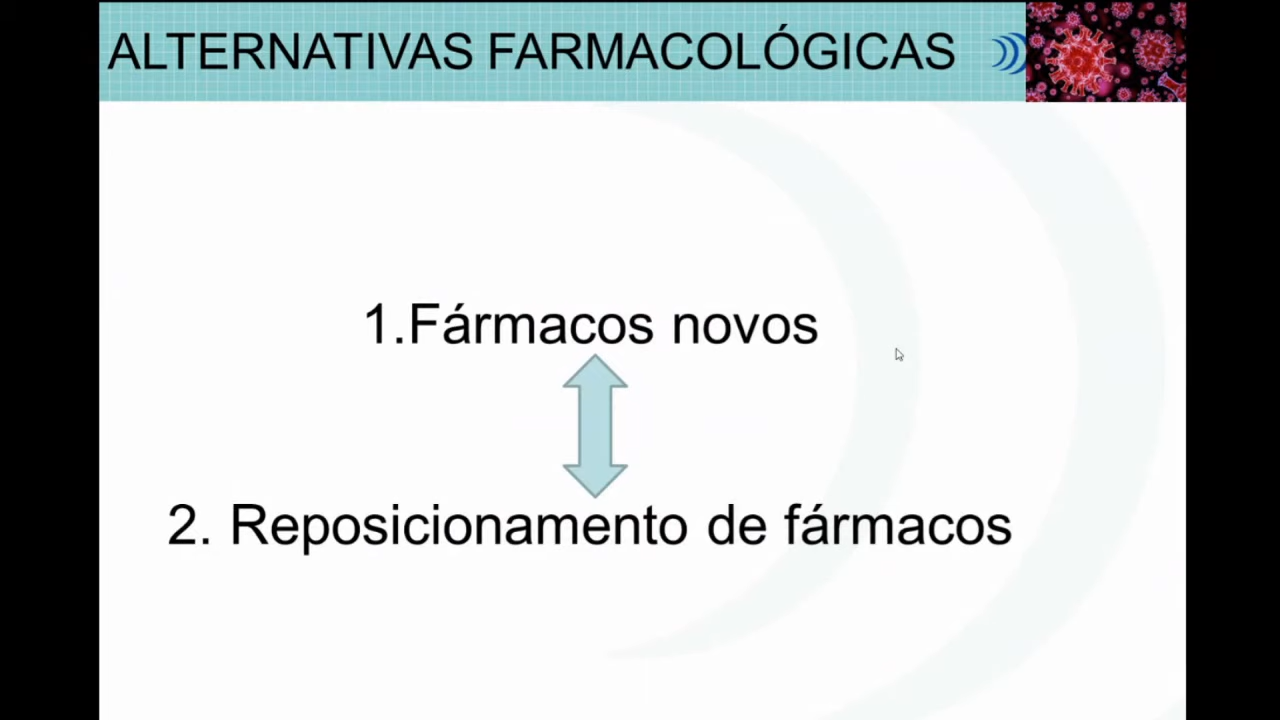 ALTERNATIVAS FARMACOLÓGICAS
1.Fármacos novos
2. Reposicionamento de fármacos